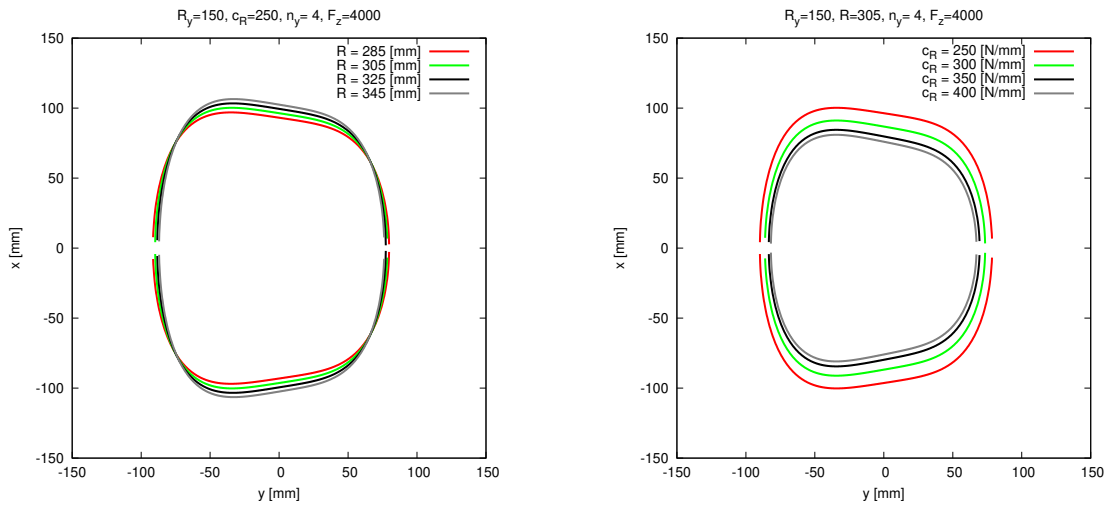 R_y=150, c_R=250, n_y= 4, F_z=4000
R = 285 [mm]
R = 305 [mm]
R = 325 [mm]
R = 345 [mm]
150
100
50
0
-50
-100
-150
x [mm]
-150 -100 -50 0 50 100 150
y [mm]
R_y=150, R=305, n_y= 4, F_z=4000
c_R = 250 [N/mm]
c_R = 300 [N/mm]
c_R = 350 [N/mm]
c_R = 400 [N/mm]
150
100
50
0
-50
-100
-150
x [mm]
-150 -100 -50 0 50 100 150
y [mm]